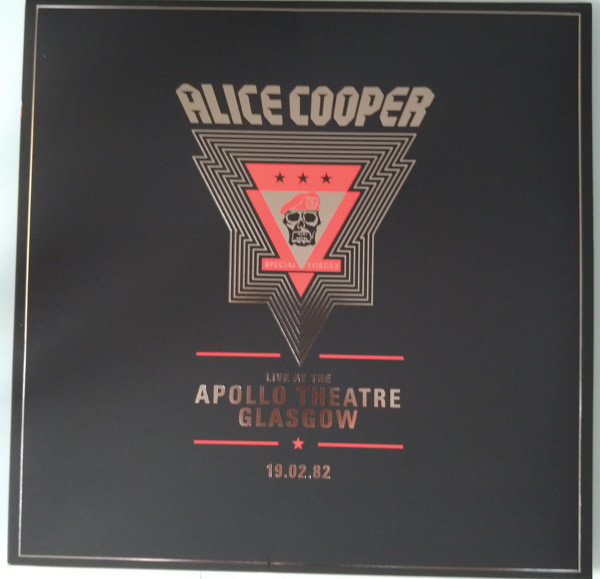 ALICE COOPER
SPECIAL FORCES
LIVE AT THE
APOLLO THEATRE
GLASGOW
19.02.82